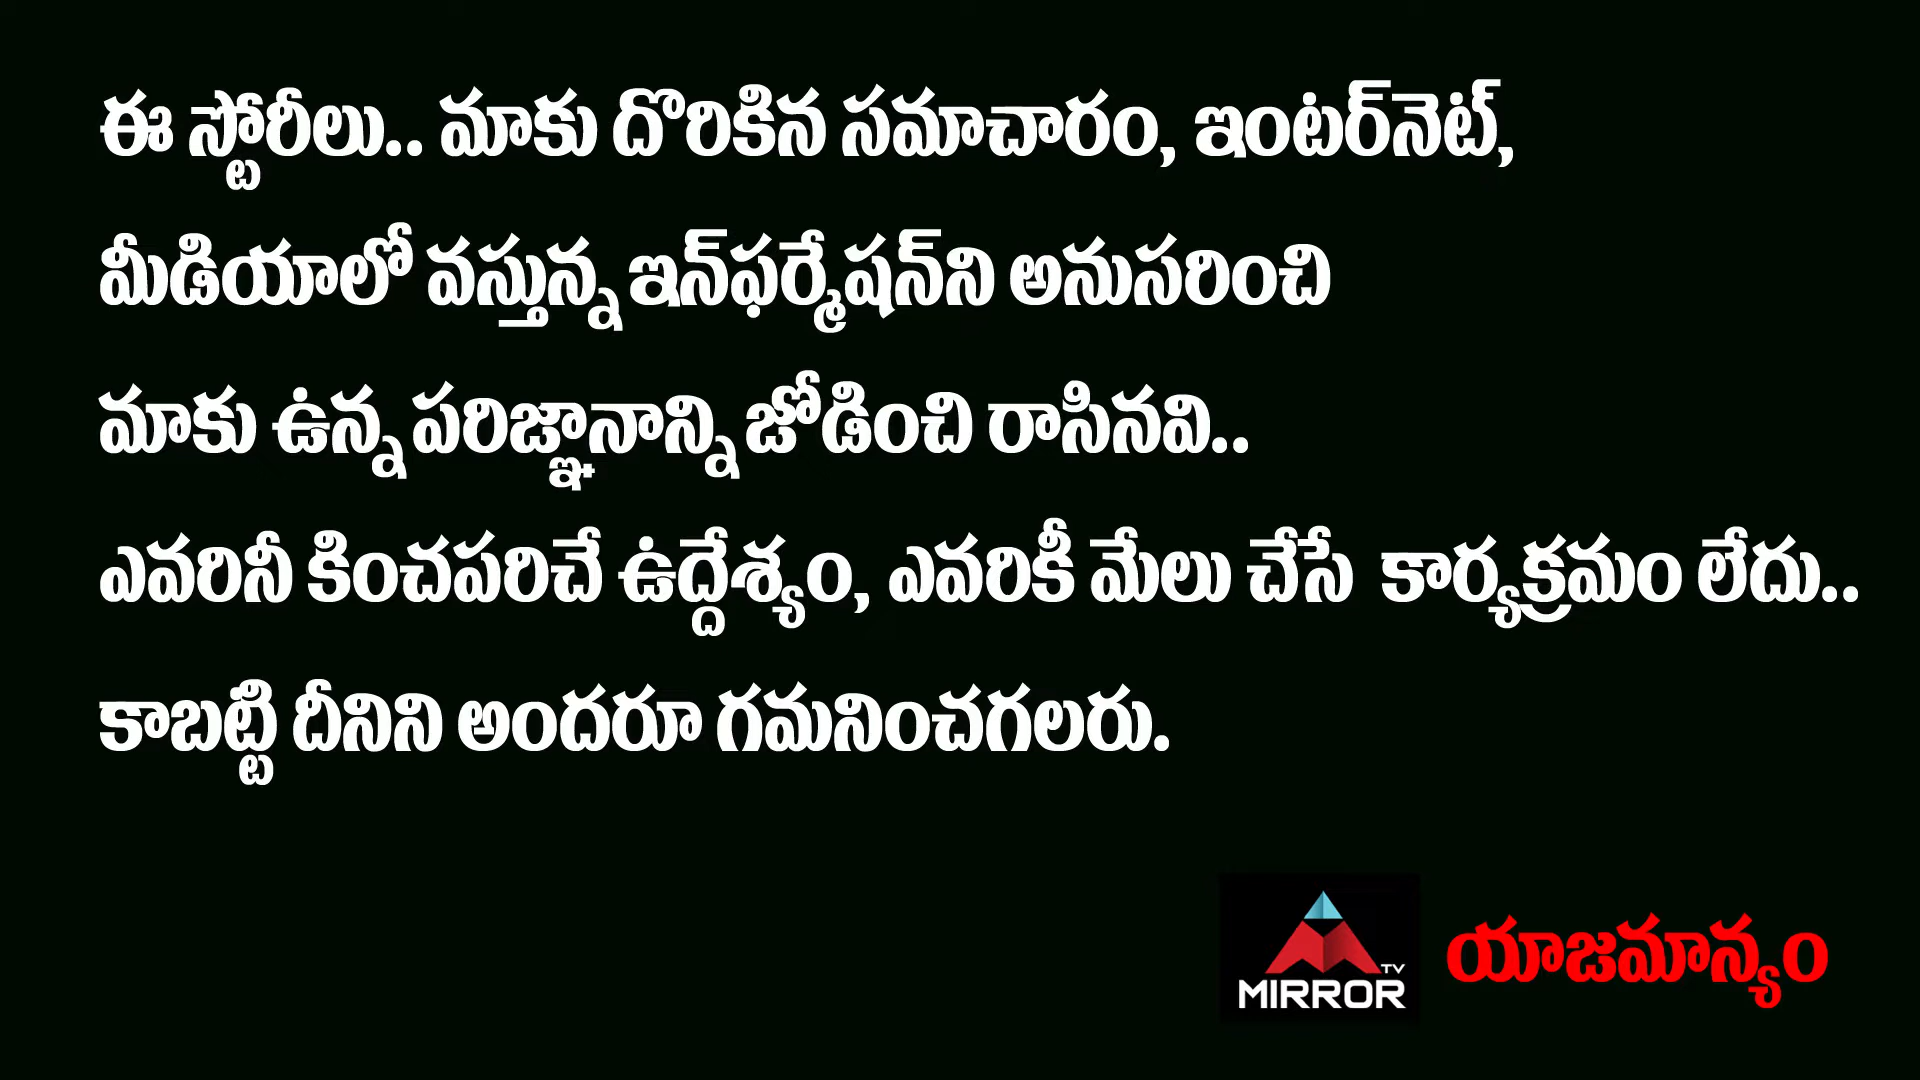 ఈ స్టోరీలు.. మాకు దొరికిన సమాచారం, ఇంటర్‌నెట్,
మీడియాలో వస్తున్న ఇన్‌ఫర్మేషన్‌ని అనుసరించి
మాకు ఉన్న పరిజ్ఞానాన్ని జోడించి రాసినవి..
ఎవరినీ కించపరిచే ఉద్దేశ్యం, ఎవరికీ మేలు చేసే కార్యక్రమం లేదు..
కాబట్టి దీనిని అందరూ గమనించగలరు.
TV
MIRROR యాజమాన్యం